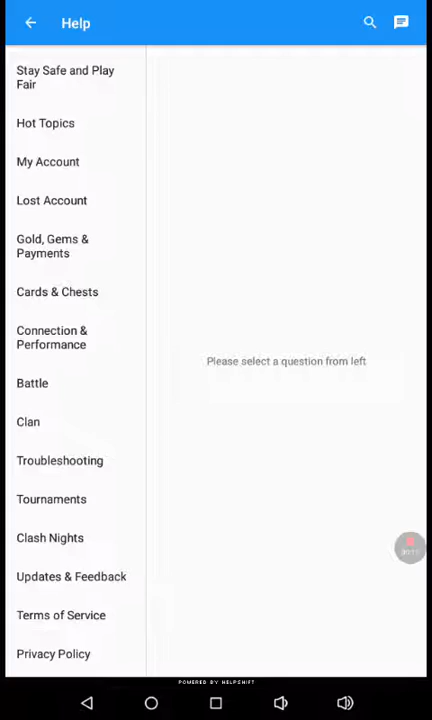 Help
Stay Safe and Play
Fair
Hot Topics
My Account
Lost Account
Gold, Gems &
Payments
Cards & Chests
Connection &
Performance
Please select a question from left
Battle
Clan
Troubleshooting
Tournaments
Clash Nights
Updates & Feedback
Terms of Service
Privacy Policy
POWERED BY HELPSHIFT